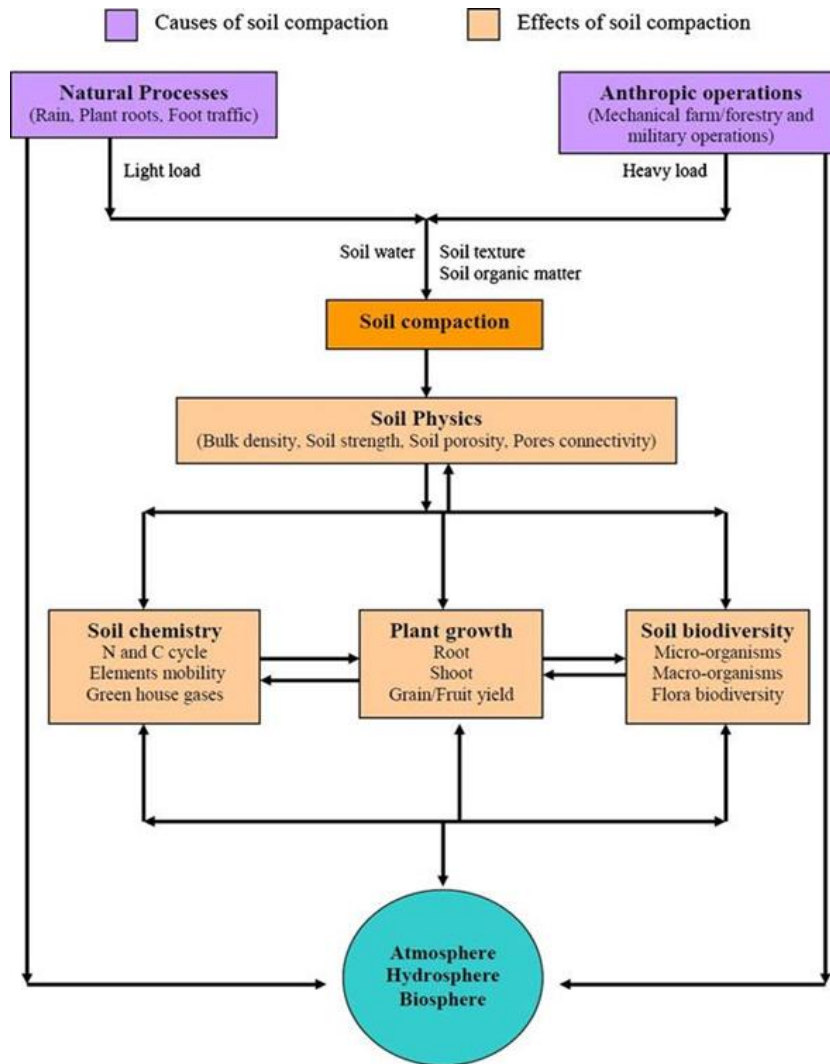 Causes of soil compaction
Effects of soil compaction
Natural Processes
(Rain, Plant roots, Foot traffic)
Anthropic operations
(Mechanical farm/forestry and
military operations)
Light load
Heavy load
Soil water
Soil texture
Soil organic matter
Soil compaction
Soil Physics
(Bulk density, Soil strength, Soil porosity, Pores connectivity)
Soil chemistry
N and C cycle
Elements mobility
Green house gases
Plant growth
Root
Shoot
Grain/Fruit yield
Soil biodiversity
Micro-organisms
Macro-organisms
Flora biodiversity
Atmosphere
Hydrosphere
Biosphere